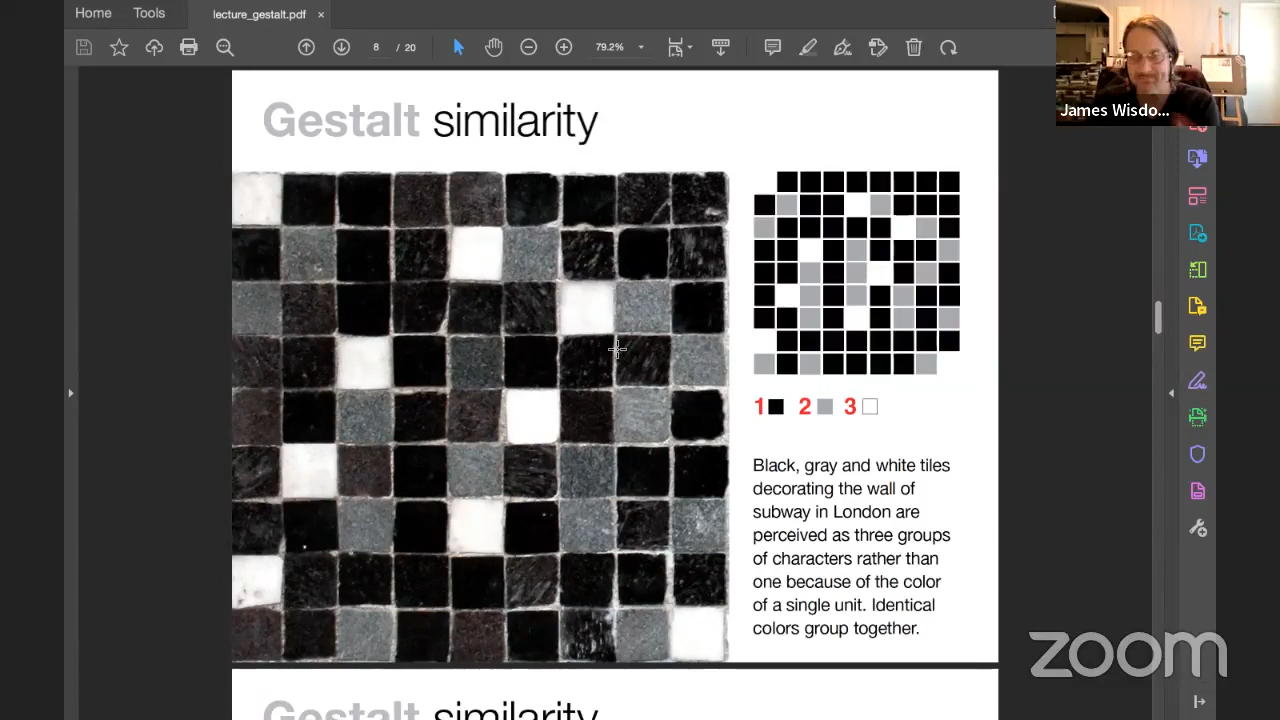 Home Tools lecture_gestalt.pdf ×
8 / 20 79.2%
James Wisdo...
Gestalt similarity
1 2 3
Black, gray and white tiles
decorating the wall of
subway in London are
perceived as three groups
of characters rather than
one because of the color
of a single unit. Identical
colors group together.
zoom
Gestalt similarity